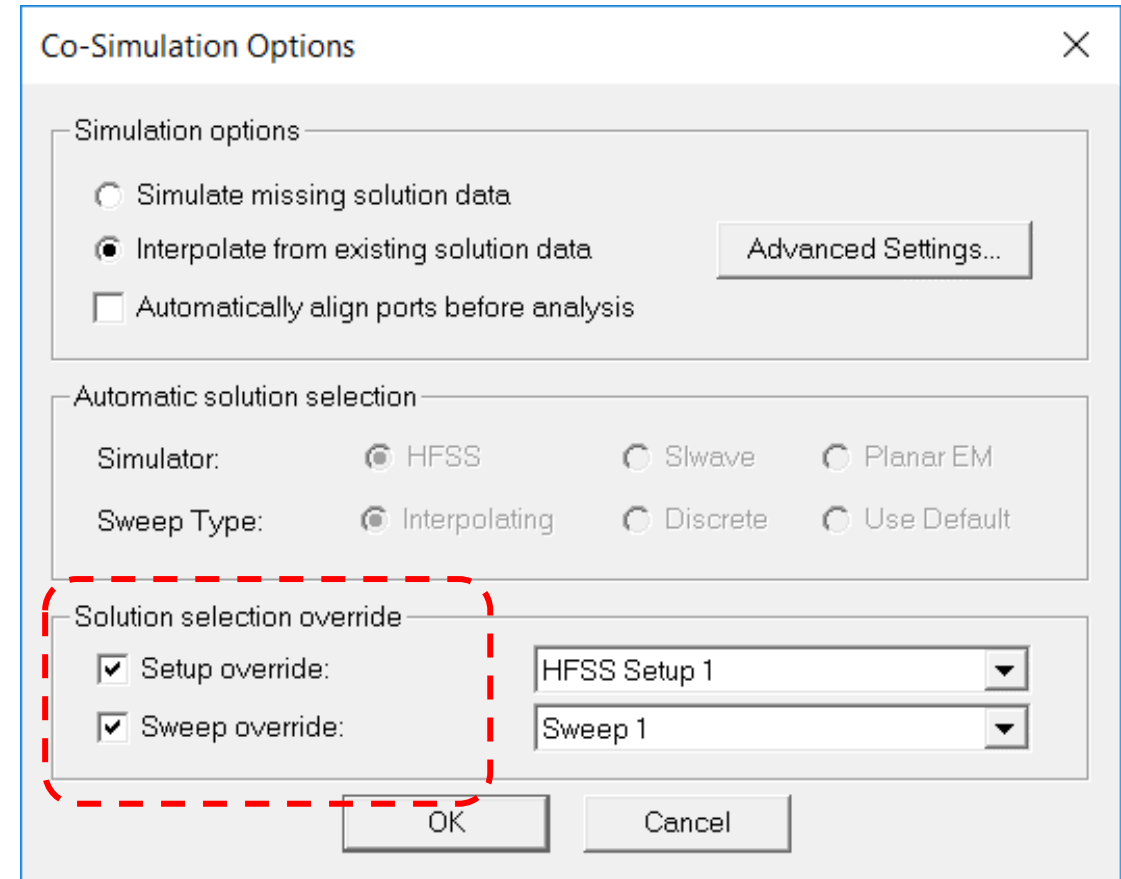 Co-Simulation Options
Simulation options
Simulate missing solution data
Interpolate from existing solution data
Advanced Settings...
Automatically align ports before analysis
Automatic solution selection
Simulator: HFSS SIwave Planar EM
Sweep Type: Interpolating Discrete Use Default
Solution selection override
Setup override: HFSS Setup 1
Sweep override: Sweep 1
OK Cancel